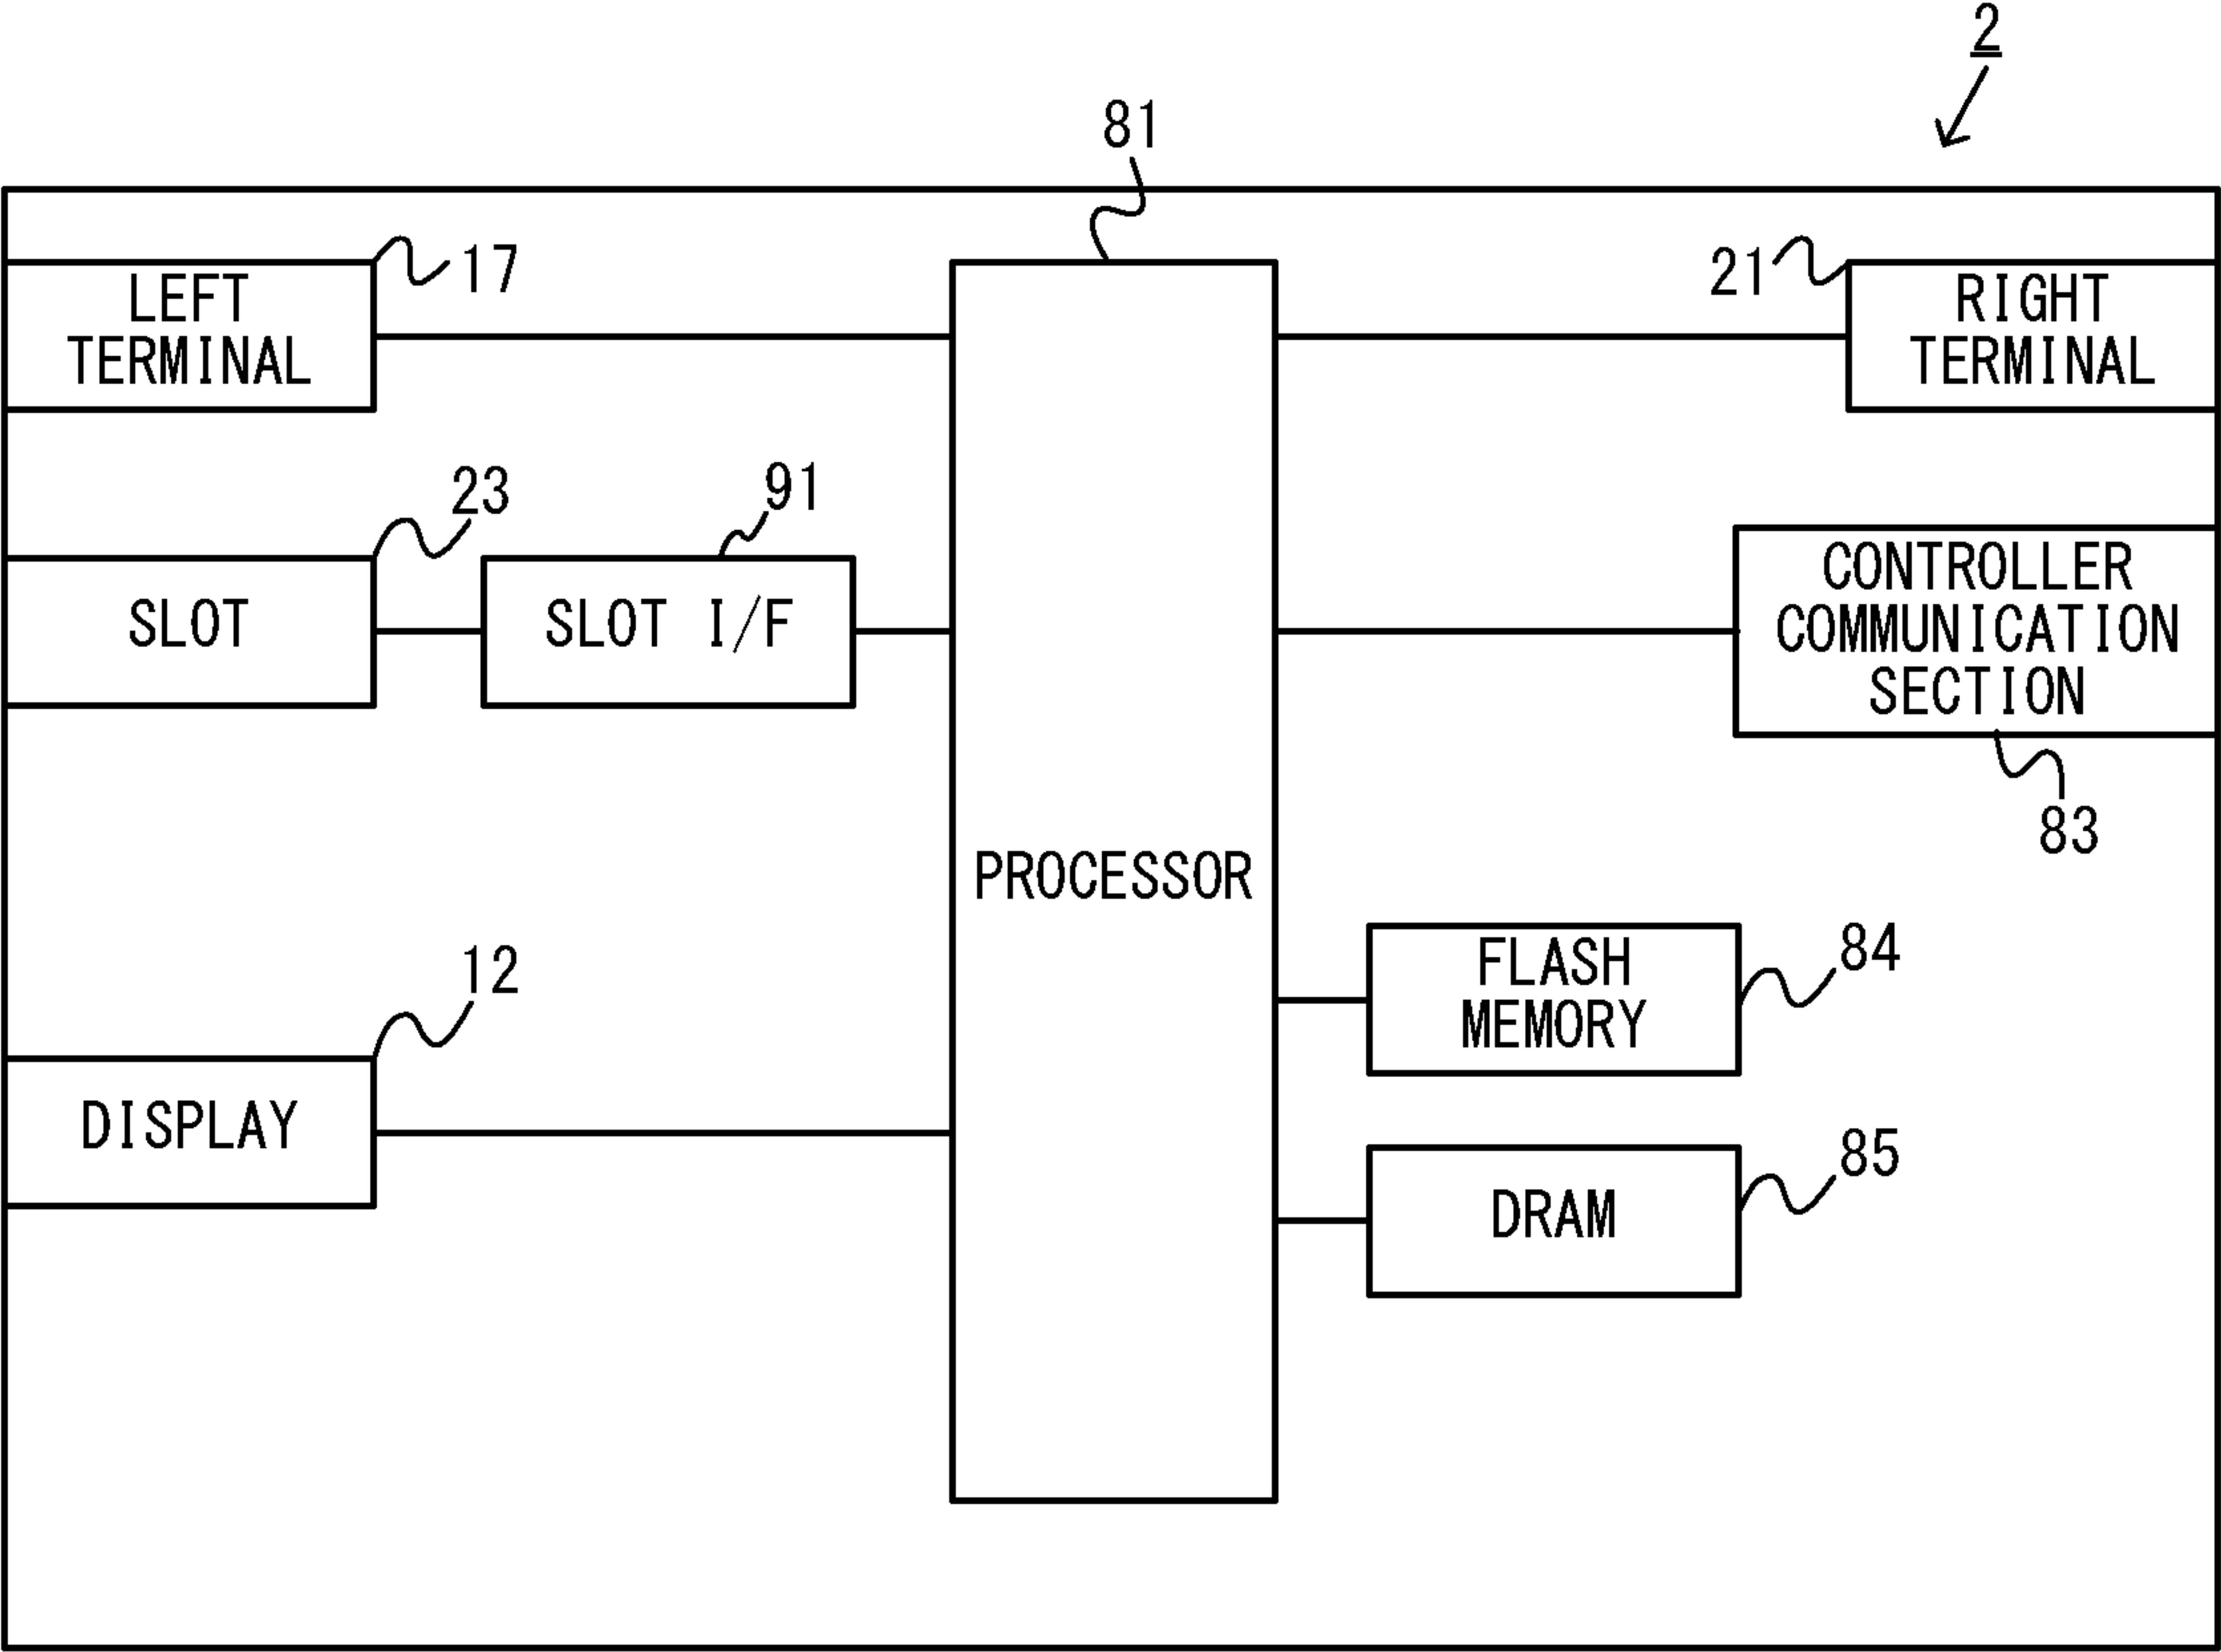 2
81
17
LEFT
TERMINAL
21
RIGHT
TERMINAL
23
SLOT
91
SLOT I/F
CONTROLLER
COMMUNICATION
SECTION
83
PROCESSOR
12
DISPLAY
FLASH
MEMORY
84
DRAM
85